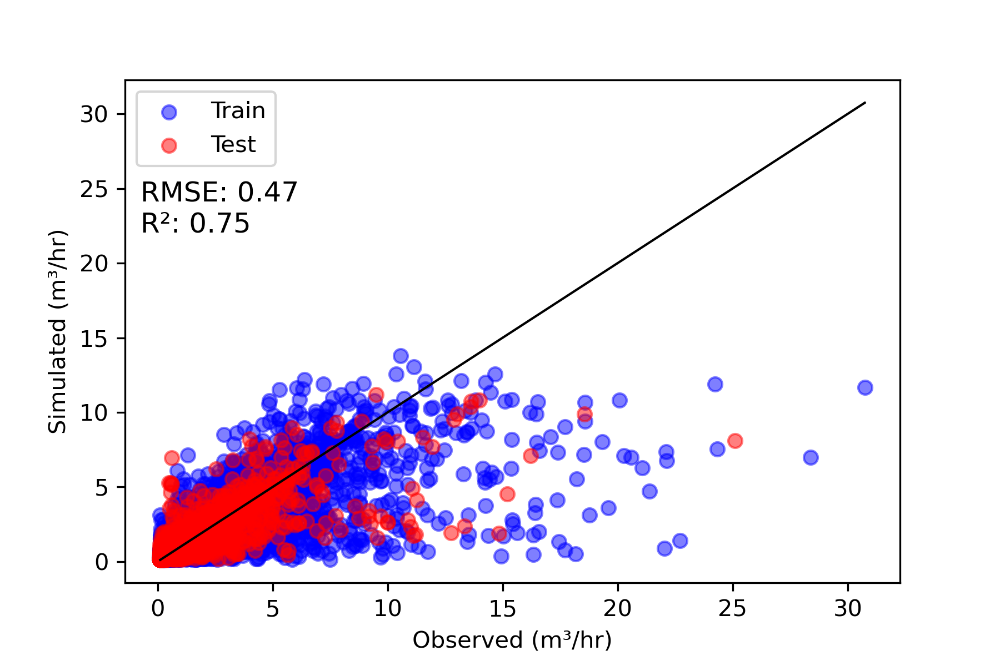 Train
Test
RMSE: 0.47
R²: 0.75
Simulated (m³/hr)
30
25
20
15
10
5
0
0 5 10 15 20 25 30
Observed (m³/hr)